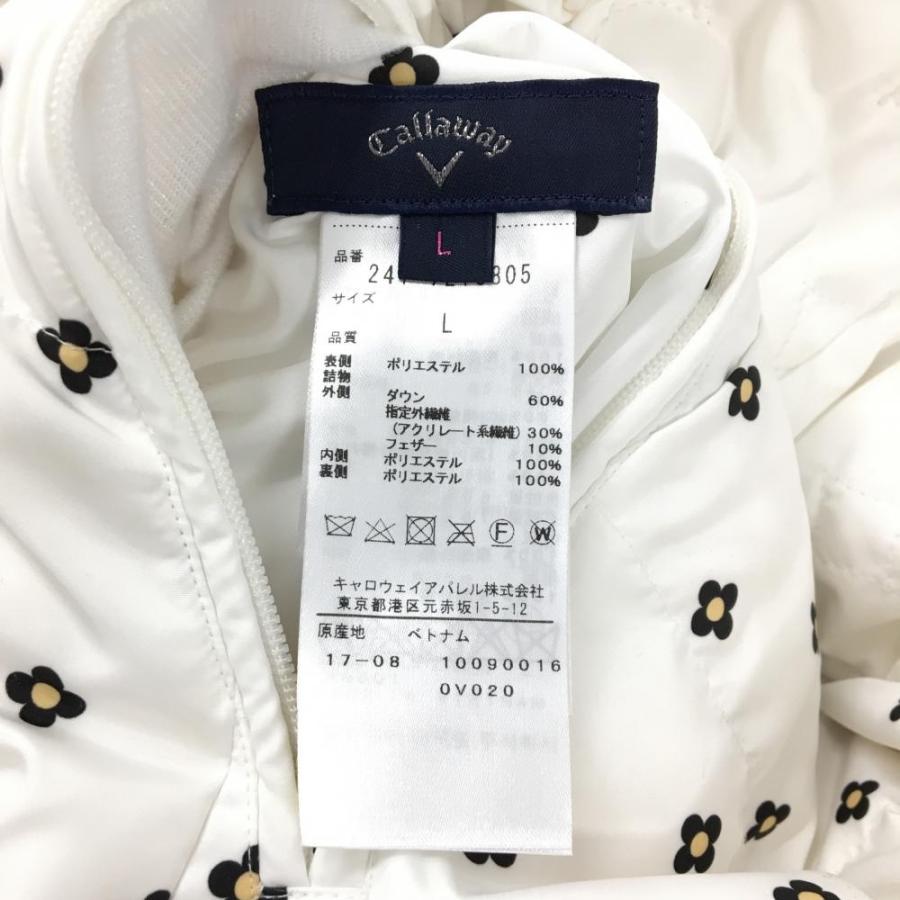 Callaway
L
品番
サイズ
L
品質
表側 ポリエステル 100%
詰物
外側 ダウン 60%
指定外繊維
(アクリレート系繊維) 30%
フェザー 10%
内側 ポリエステル 100%
裏側 ポリエステル 100%
F W
キャロウェイアパレル株式会社
東京都港区元赤坂1-5-12
原産地 ベトナム
17-08 10090016
0V020